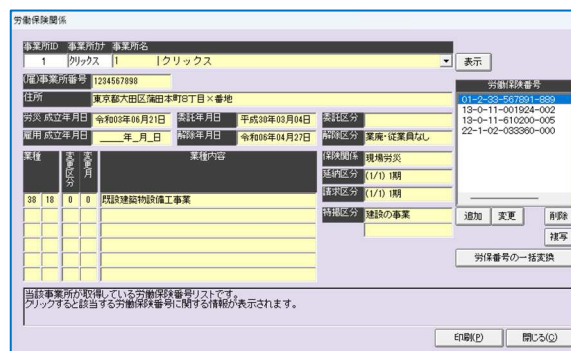 労働保険関係
事業所ID 事業所カナ 事業所名
1 クリックス 1 |クリックス 表示
(雇)事業所番号 1234567898
住所 東京都大田区蒲田本町8丁目×番地
労災 成立年月日 令和03年06月21日 委託年月日 平成30年03月04日 委託区分
雇用 成立年月日 ____年_月_日 解除年月日 令和06年04月27日 解除区分 業廃・従業員なし
業種 変更区分 変更月 業種内容
38 18 0 0 既設建築物設備工事業
保険関係 現場労災
延納区分 (1/1) 1期
請求区分 (1/1) 1期
特掲区分 建設の事業
労働保険番号
01-2-33-567891-889
13-0-11-001924-002
13-0-11-610200-005
22-1-02-033360-000
追加 変更 削除
複写
労保番号の一括変換
当該事業所が取得している労働保険番号リストです。
クリックすると該当する労働保険番号に関する情報が表示されます。
印刷(P) 閉じる(C)